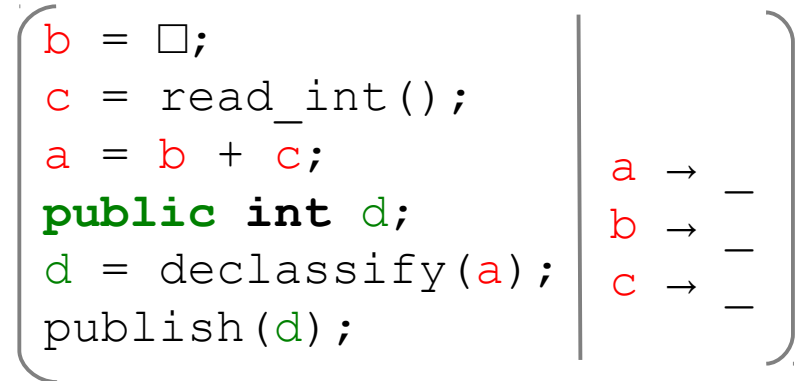 b = □;
c = read_int();
a = b + c;
public int d;
d = declassify(a);
publish(d);
a → _
b → _
c → _